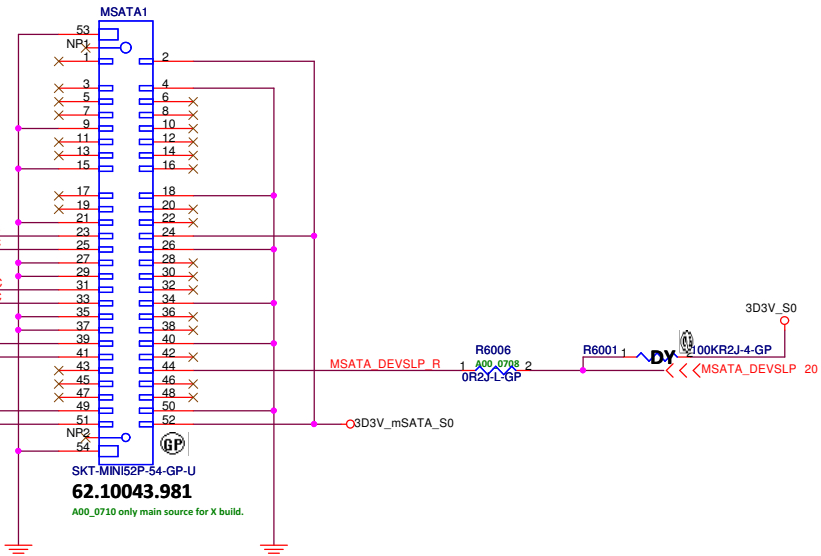 MSATA1
53
NP1
1 2
3 4
5 6
7 8
9 10
11 12
13 14
15 16
17 18
19 20
21 22
23 24
25 26
27 28
29 30
31 32
33 34
35 36
37 38
39 40
41 42
43 44
45 46
47 48
49 50
51 52
NP2
54
GP
SKT-MINI52P-54-GP-U
62.10043.981
A00_0710 only main source for X build.
3D3V_mSATA_S0
MSATA_DEVSLP_R
R6006
1 A00_0708 2
0R2J-L-GP
3D3V_S0
R6001 1 DY 2 100KR2J-4-GP
MSATA_DEVSLP 20